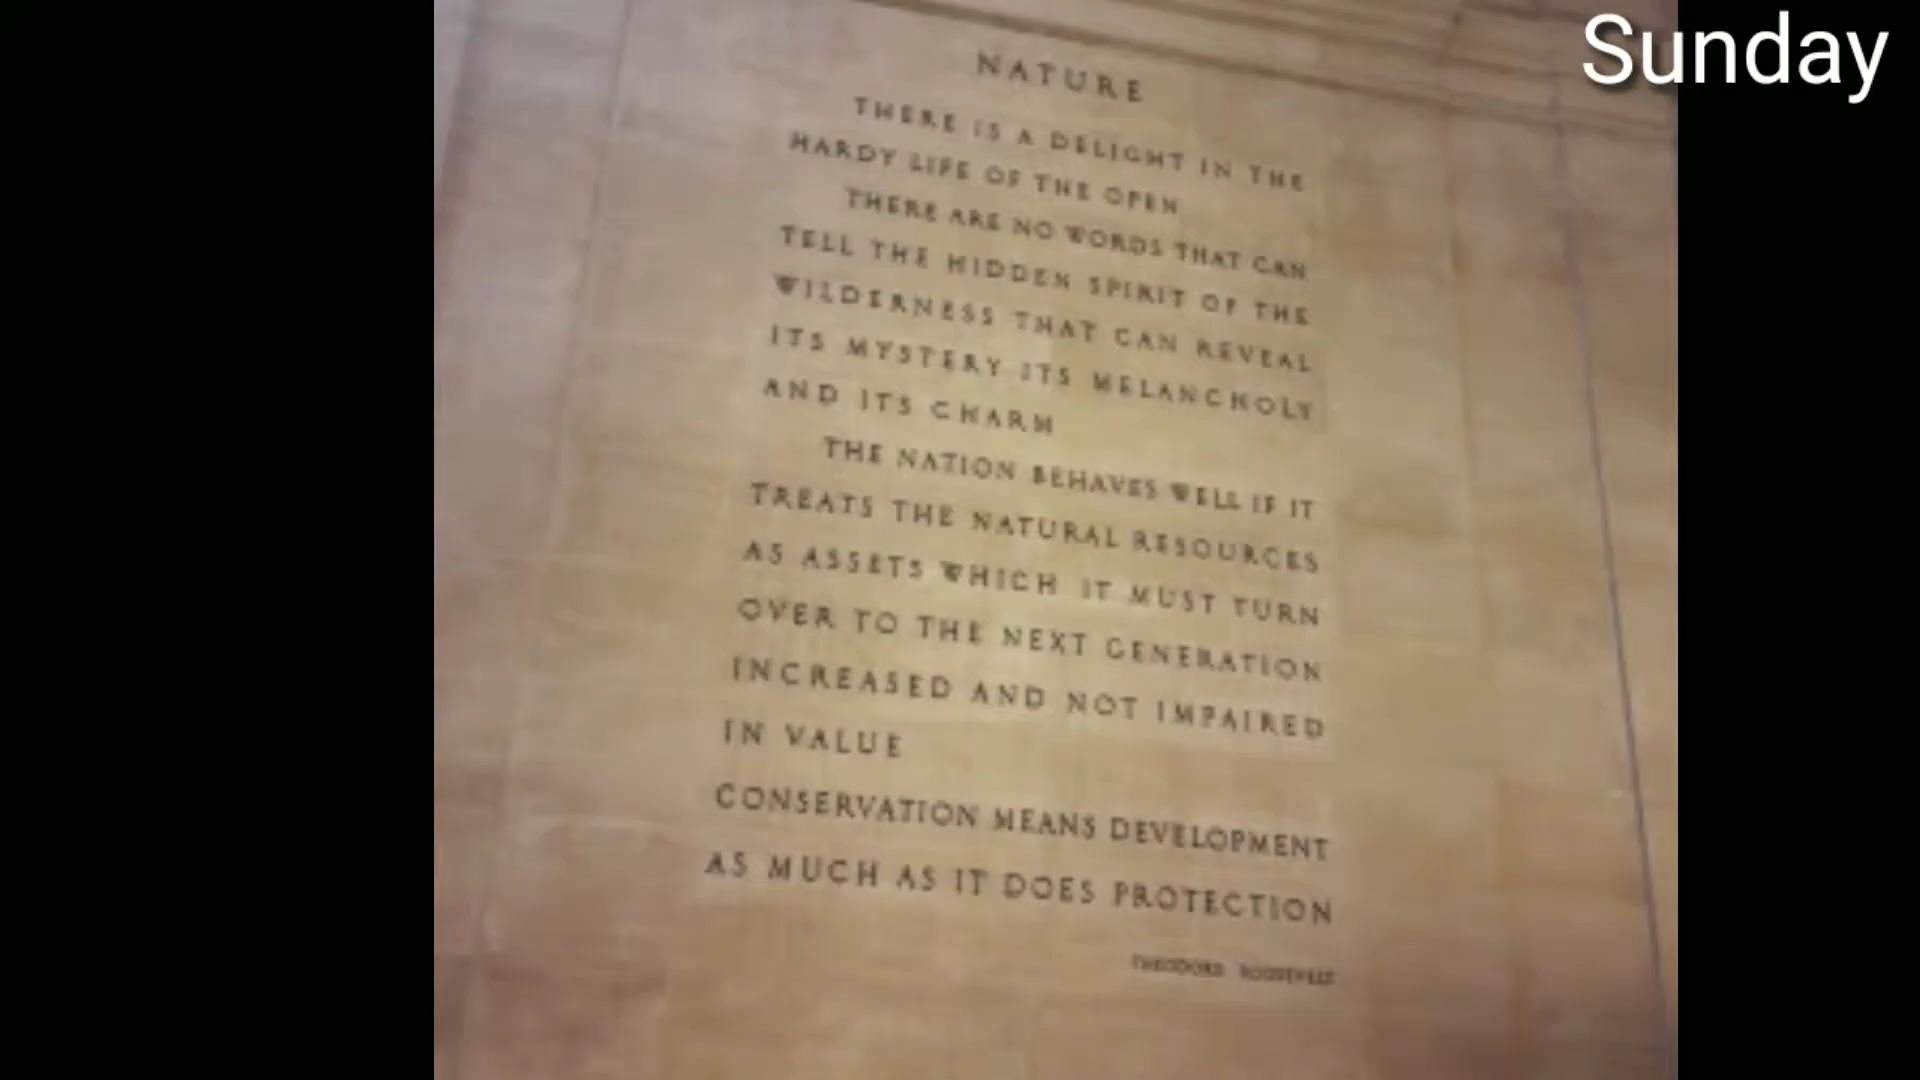 Sunday
NATURE
THERE IS A DELIGHT IN THE
HARDY LIFE OF THE OPEN
THERE ARE NO WORDS THAT CAN
TELL THE HIDDEN SPIRIT OF THE
WILDERNESS THAT CAN REVEAL
ITS MYSTERY ITS MELANCHOLY
AND ITS CHARM
THE NATION BEHAVES WELL IF IT
TREATS THE NATURAL RESOURCES
AS ASSETS WHICH IT MUST TURN
OVER TO THE NEXT GENERATION
INCREASED AND NOT IMPAIRED
IN VALUE
CONSERVATION MEANS DEVELOPMENT
AS MUCH AS IT DOES PROTECTION
THEODORE ROOSEVELT